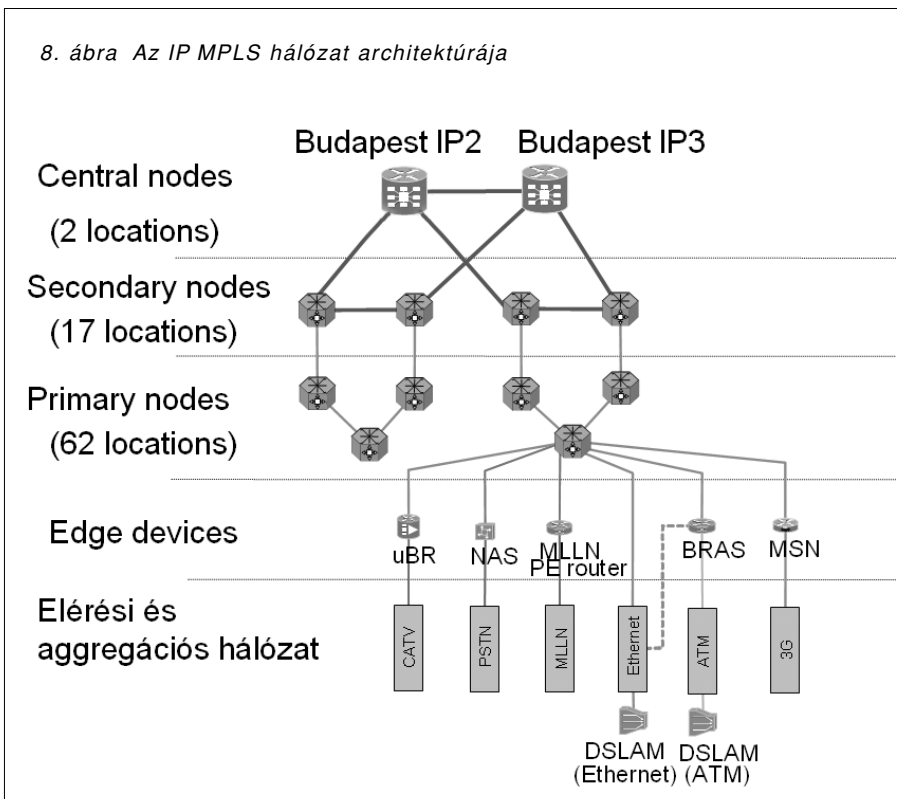 8. ábra Az IP MPLS hálózat architektúrája
Budapest IP2
Budapest IP3
Central nodes
(2 locations)
Secondary nodes
(17 locations)
Primary nodes
(62 locations)
Edge devices
uBR
NAS
MLLN
PE router
BRAS
MSN
Elérési és
aggregációs hálózat
CATV
PSTN
MLLN
Ethernet
ATM
3G
DSLAM
(Ethernet)
DSLAM
(ATM)